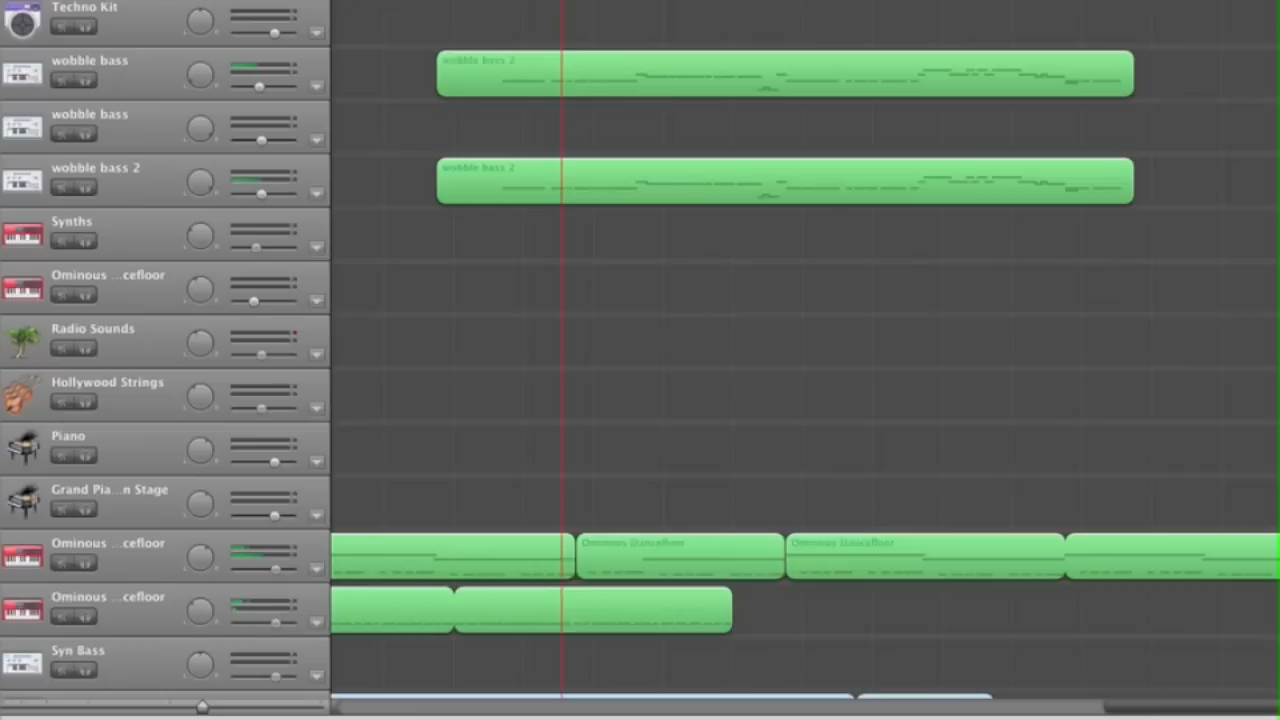 Techno Kit
wobble bass
wobble bass 2
wobble bass
wobble bass 2
wobble bass 2
Synths
Ominous ...cefloor
Radio Sounds
Hollywood Strings
Piano
Grand Pia...n Stage
Ominous ...cefloor
Ominous Dancefloor
Ominous Dancefloor
Ominous ...cefloor
Syn Bass